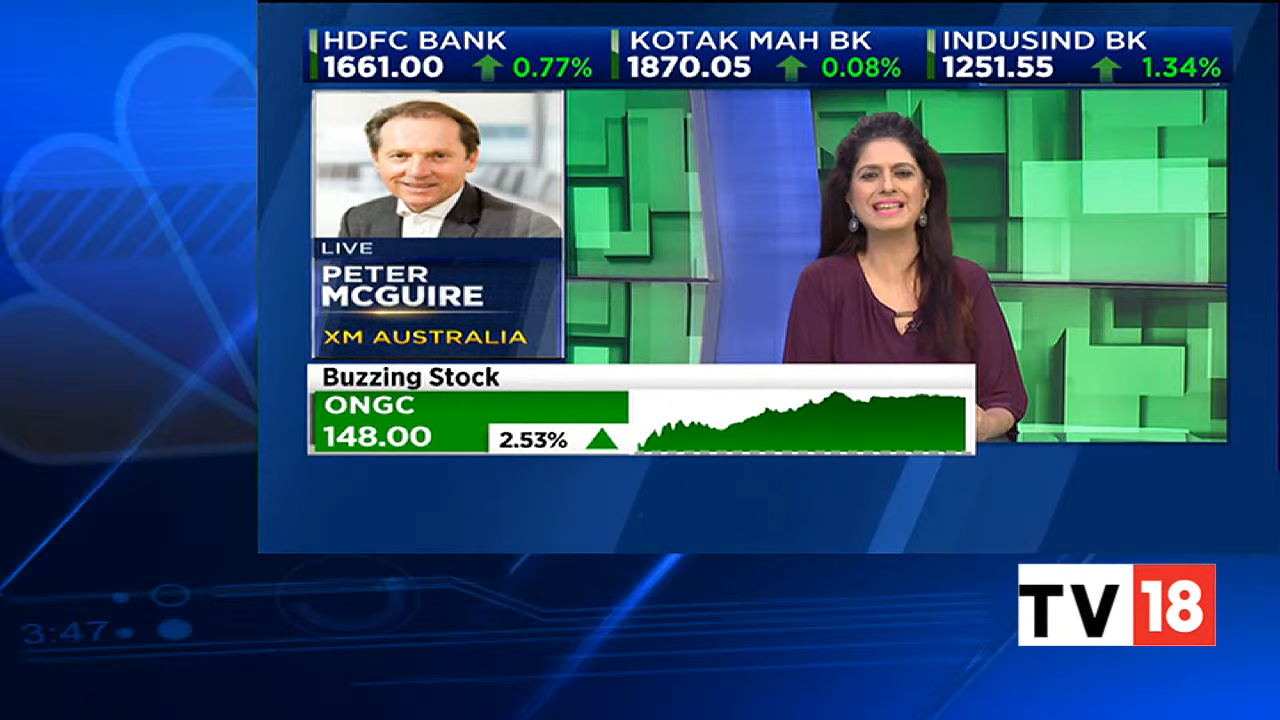 HDFC BANK
1661.00 0.77%
KOTAK MAH BK
1870.05 0.08%
INDUSIND BK
1251.55 1.34%
LIVE
PETER
MCGUIRE
XM AUSTRALIA
Buzzing Stock
ONGC
148.00 2.53%
3:47
TV18